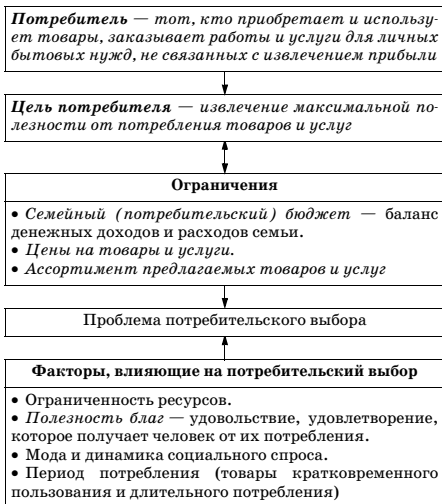 Потребитель — тот, кто приобретает и использу-
ет товары, заказывает работы и услуги для личных
бытовых нужд, не связанных с извлечением прибыли
Цель потребителя — извлечение максимальной по-
лезности от потребления товаров и услуг
Ограничения
• Семейный (потребительский) бюджет — баланс
денежных доходов и расходов семьи.
• Цены на товары и услуги.
• Ассортимент предлагаемых товаров и услуг
Проблема потребительского выбора
Факторы, влияющие на потребительский выбор
• Ограниченность ресурсов.
• Полезность благ — удовольствие, удовлетворение,
которое получает человек от их потребления.
• Мода и динамика социального спроса.
• Период потребления (товары кратковременного
пользования и длительного потребления)